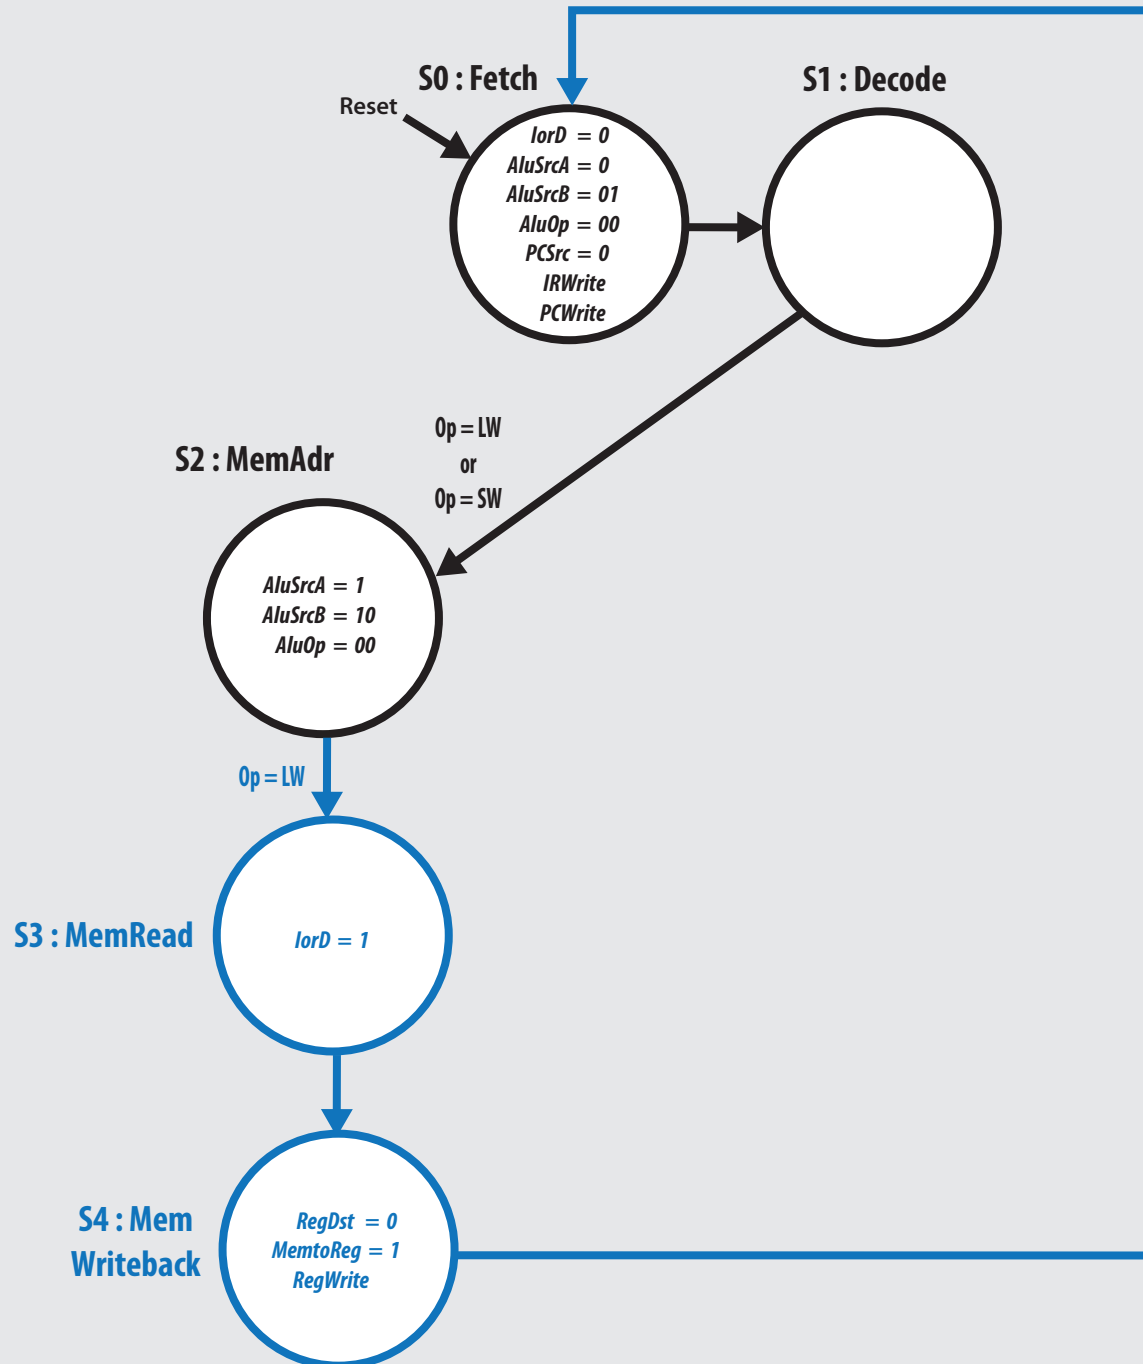 S0 : Fetch
S1 : Decode
Reset
IorD = 0
AluSrcA = 0
AluSrcB = 01
AluOp = 00
PCSrc = 0
IRWrite
PCWrite
Op = LW
or
Op = SW
S2 : MemAdr
AluSrcA = 1
AluSrcB = 10
AluOp = 00
Op = LW
S3 : MemRead
IorD = 1
S4 : Mem
Writeback
RegDst = 0
MemtoReg = 1
RegWrite